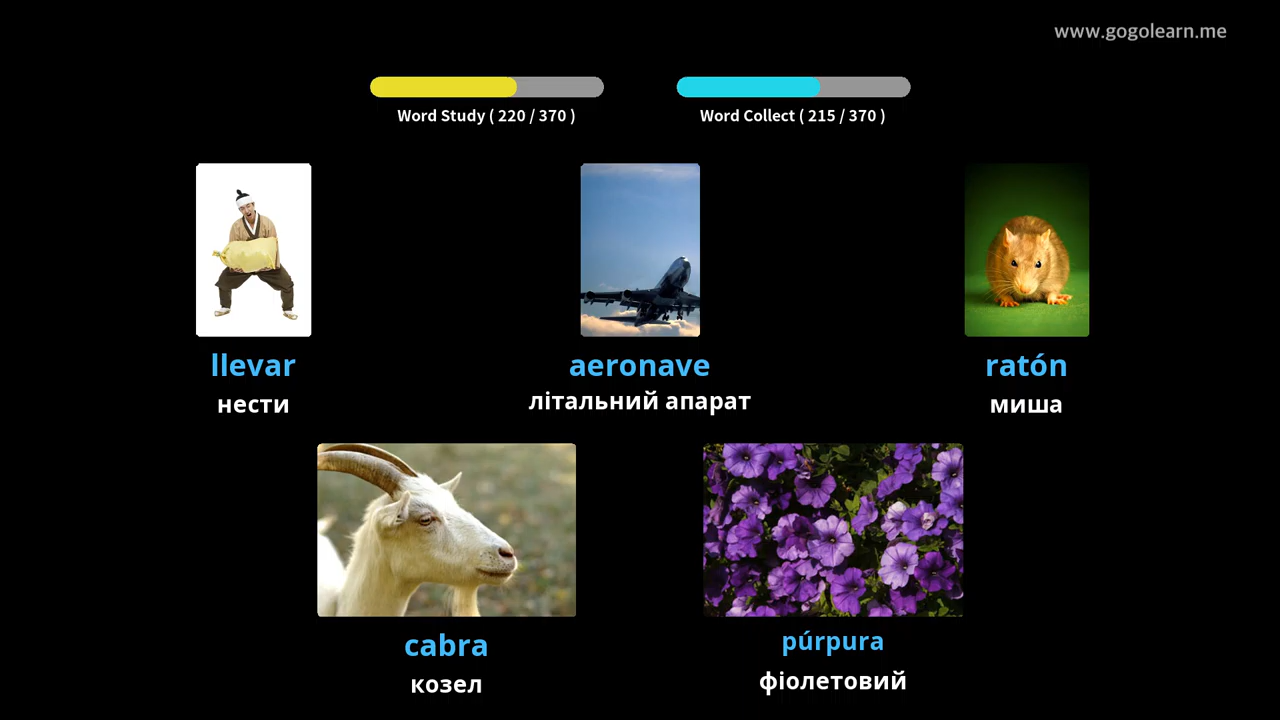 www.gogolearn.me
Word Study ( 220 / 370 )
Word Collect ( 215 / 370 )
llevar
нести
aeronave
літальний апарат
ratón
миша
cabra
козел
púrpura
фіолетовий